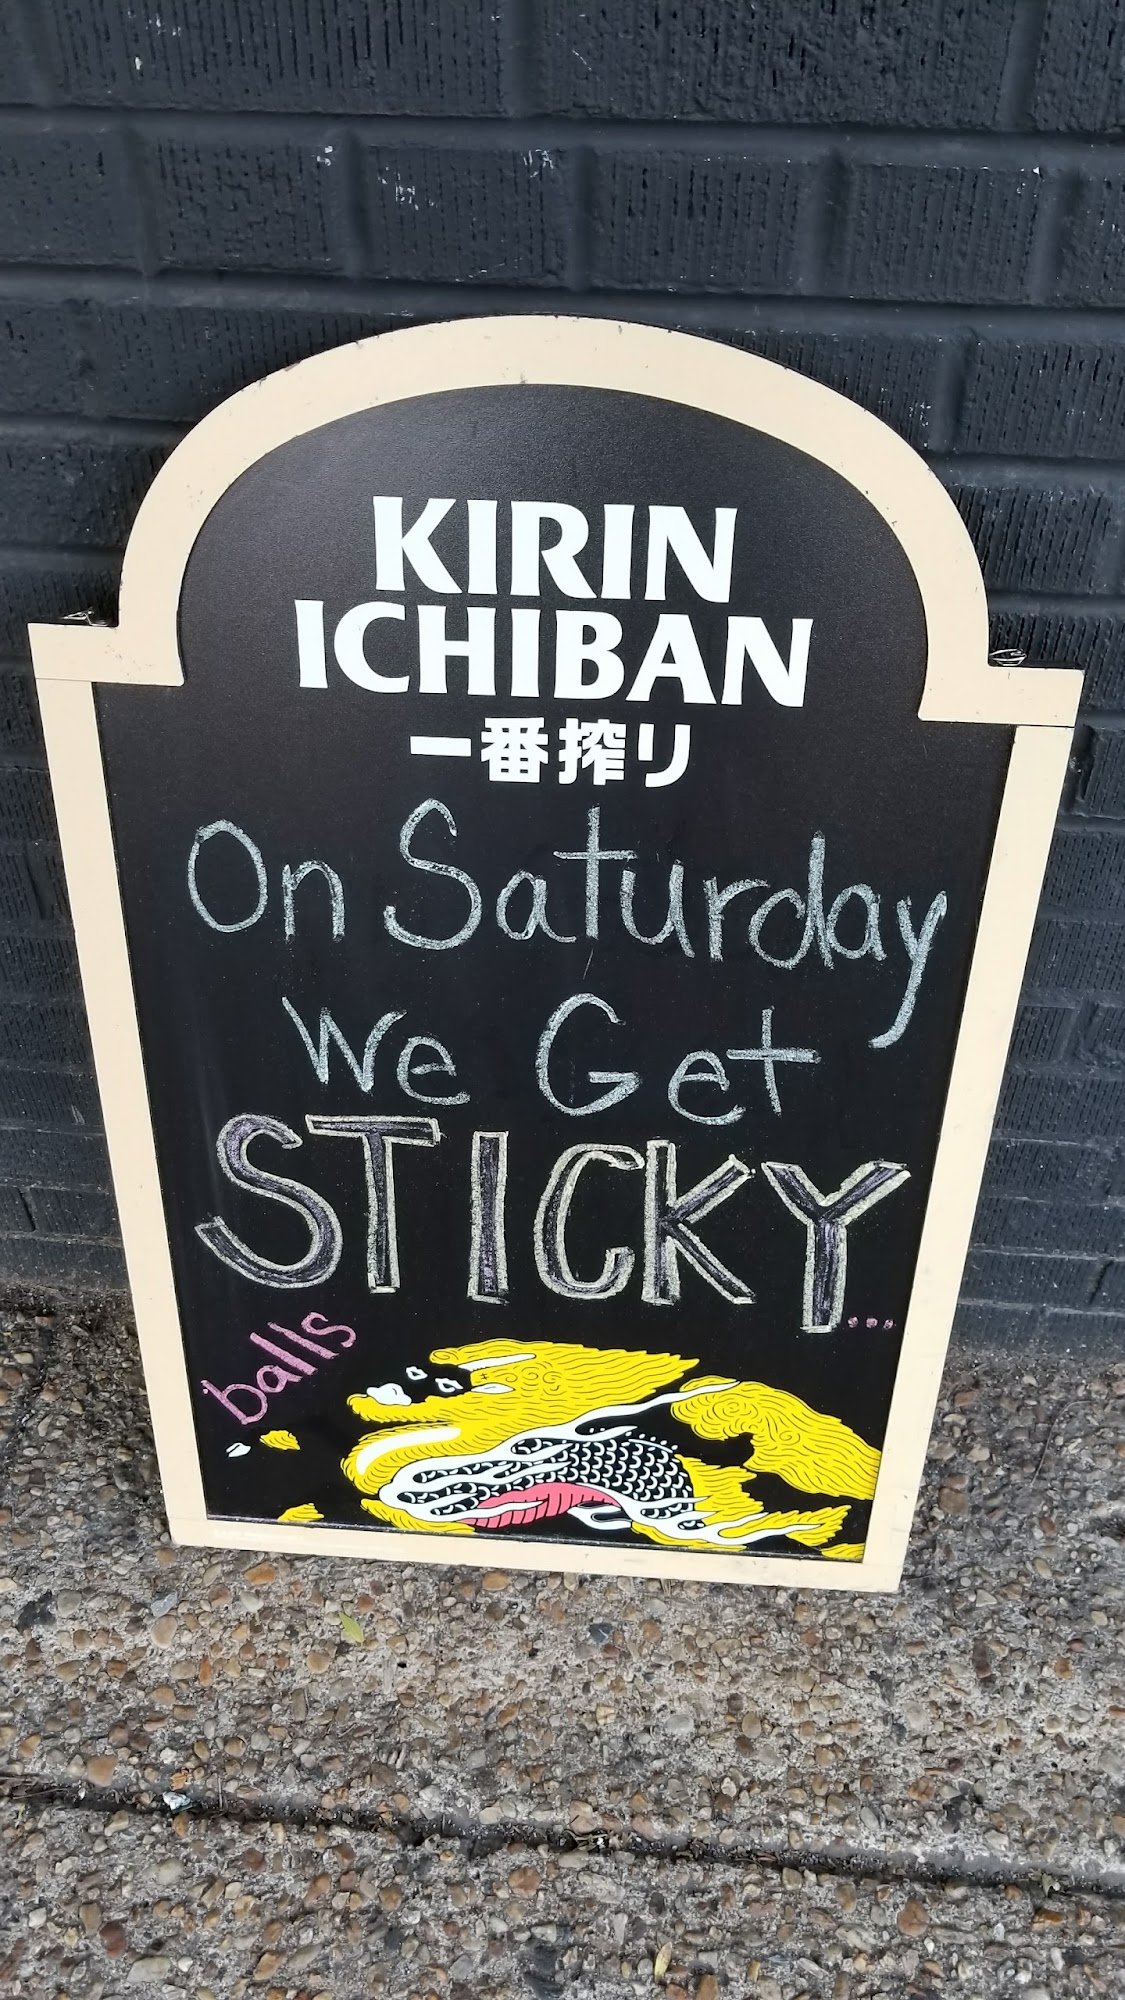 KIRIN
ICHIBAN
一番搾り
On Saturday
We Get
STICKY...
balls